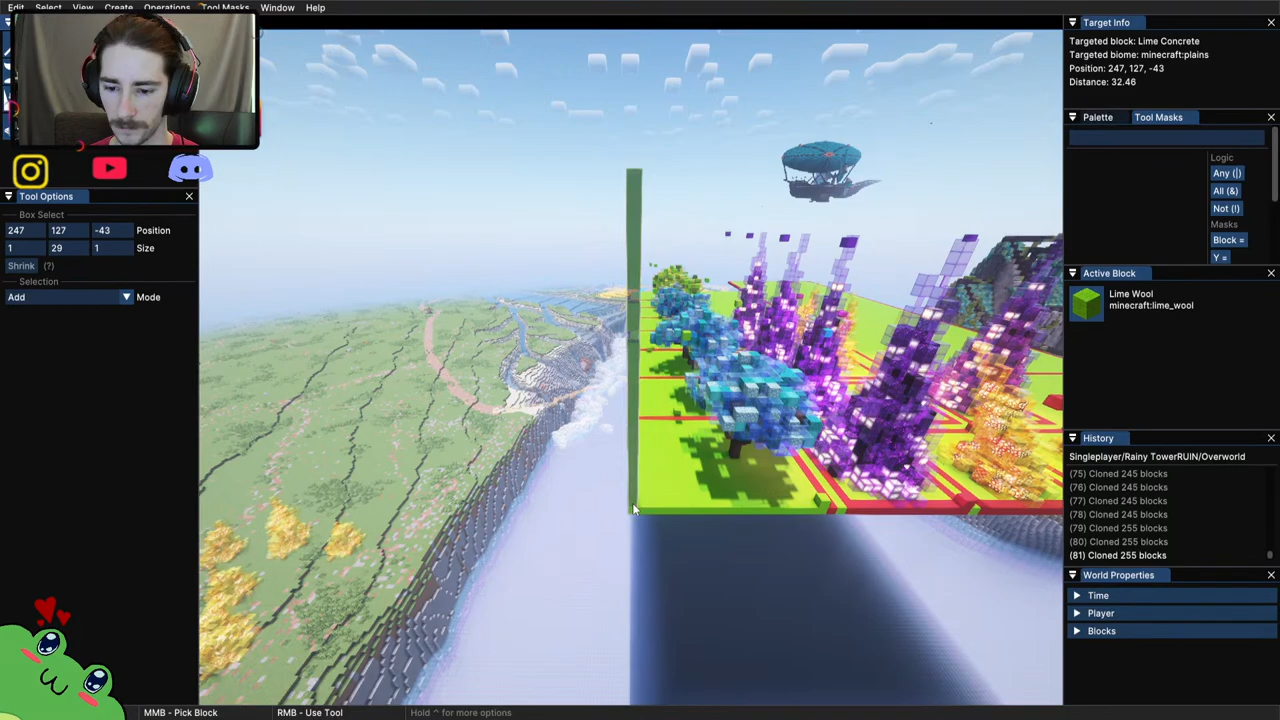 Edit Select View Create Operations Tool Masks Window Help
Target Info
Targeted block: Lime Concrete
Targeted biome: minecraft:plains
Position: 247, 127, -43
Distance: 32.46
Palette Tool Masks
Logic
Any (|)
All (&)
Not (!)
Masks
Block =
Y =
Tool Options
Box Select
247 127 -43 Position
1 29 1 Size
Shrink (?)
Selection
Add Mode
Active Block
Lime Wool
minecraft:lime_wool
History
Singleplayer/Rainy TowerRUIN/Overworld
(75) Cloned 245 blocks
(76) Cloned 245 blocks
(77) Cloned 245 blocks
(78) Cloned 245 blocks
(79) Cloned 255 blocks
(80) Cloned 255 blocks
(81) Cloned 255 blocks
World Properties
Time
Player
Blocks
MMB - Pick Block RMB - Use Tool Hold ^ for more options